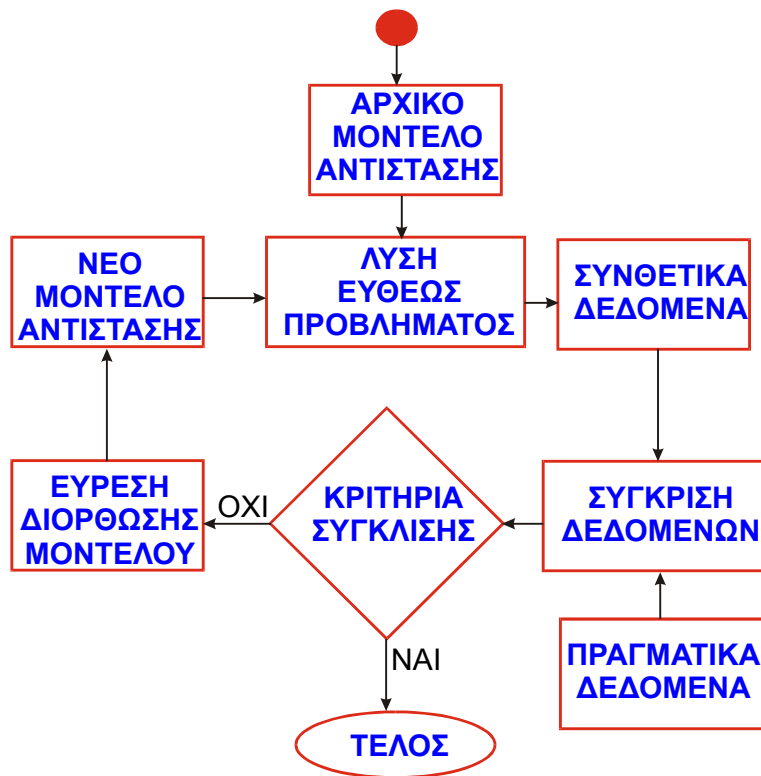 ΑΡΧΙΚΟ
ΜΟΝΤΕΛΟ
ΑΝΤΙΣΤΑΣΗΣ
ΝΕΟ
ΜΟΝΤΕΛΟ
ΑΝΤΙΣΤΑΣΗΣ
ΛΥΣΗ
ΕΥΘΕΩΣ
ΠΡΟΒΛΗΜΑΤΟΣ
ΣΥΝΘΕΤΙΚΑ
ΔΕΔΟΜΕΝΑ
ΕΥΡΕΣΗ
ΔΙΟΡΘΩΣΗΣ
ΜΟΝΤΕΛΟΥ
ΟΧΙ
ΚΡΙΤΗΡΙΑ
ΣΥΓΚΛΙΣΗΣ
ΣΥΓΚΡΙΣΗ
ΔΕΔΟΜΕΝΩΝ
ΝΑΙ
ΠΡΑΓΜΑΤΙΚΑ
ΔΕΔΟΜΕΝΑ
ΤΕΛΟΣ